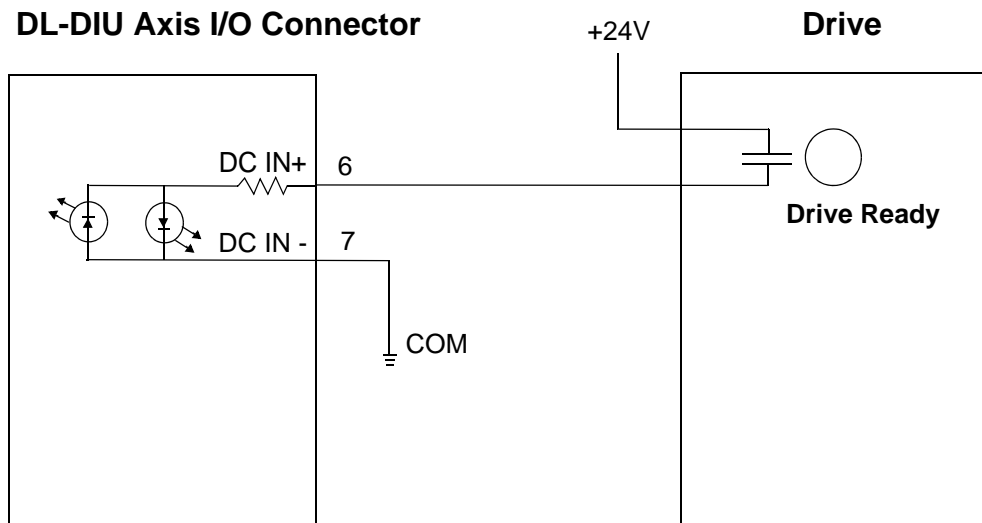 DL-DIU Axis I/O Connector
+24V
Drive
DC IN+
6
Drive Ready
DC IN -
7
COM